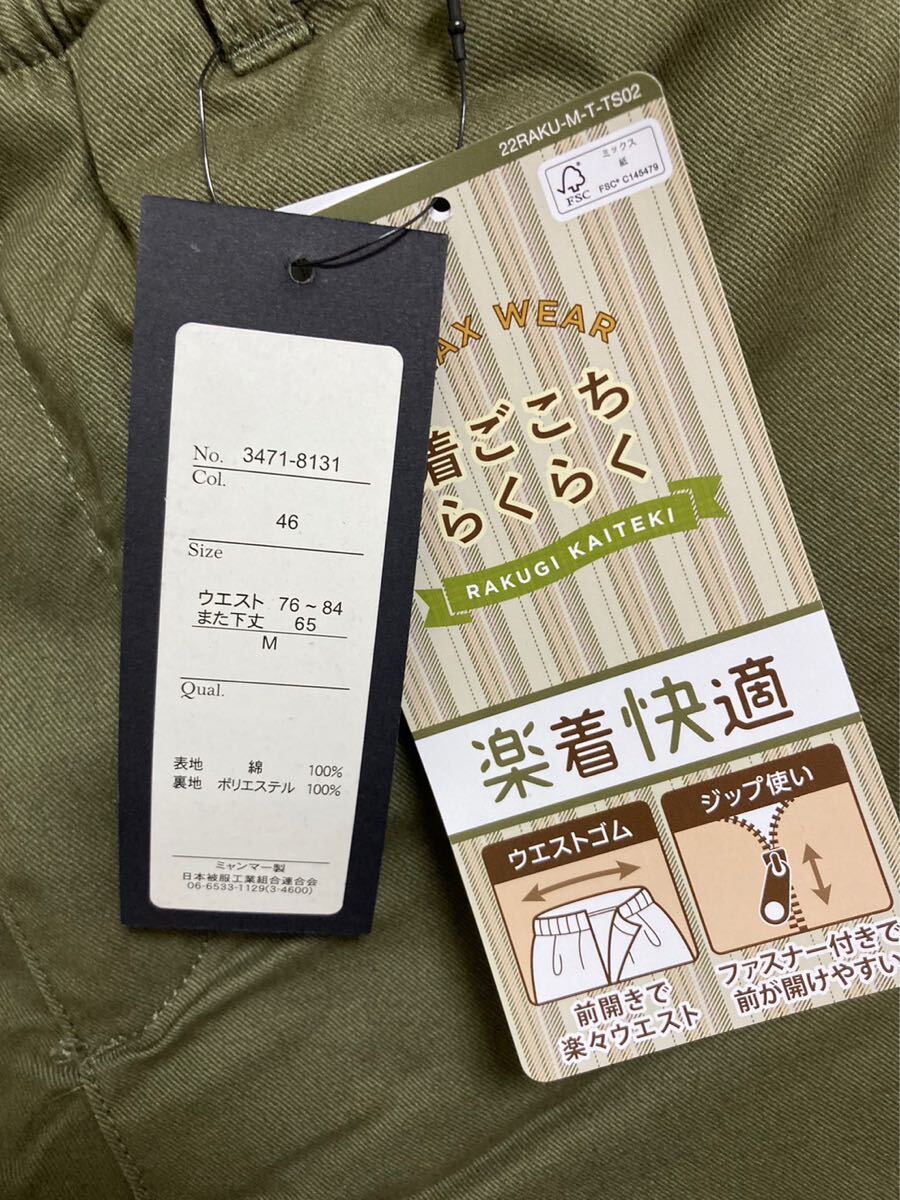 No. 3471-8131
Col.
46
Size
ウエスト 76～84
また下丈 65
M
Qual.
表地 綿 100%
裏地 ポリエステル 100%
ミャンマー製
日本被服工業組合連合会
06-6533-1129(3-4600)
22RAKU-M-T-TS02
FSC
ミックス
紙
FSC® C145479
AX WEAR
着ごこち
らくらく
RAKUGI KAITEKI
楽着快適
ウエストゴム
前開きで
楽々ウエスト
ジップ使い
ファスナー付きで
前が開けやすい